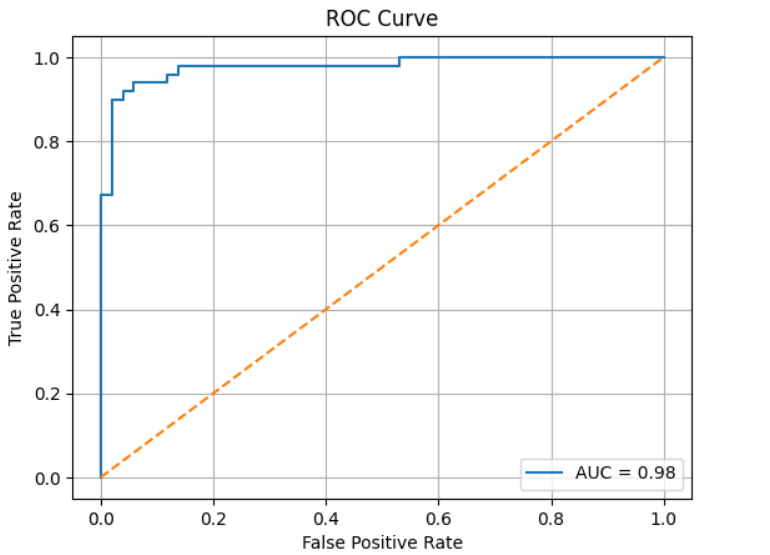 ROC Curve
True Positive Rate
1.0
0.8
0.6
0.4
0.2
0.0
AUC = 0.98
0.0 0.2 0.4 0.6 0.8 1.0
False Positive Rate